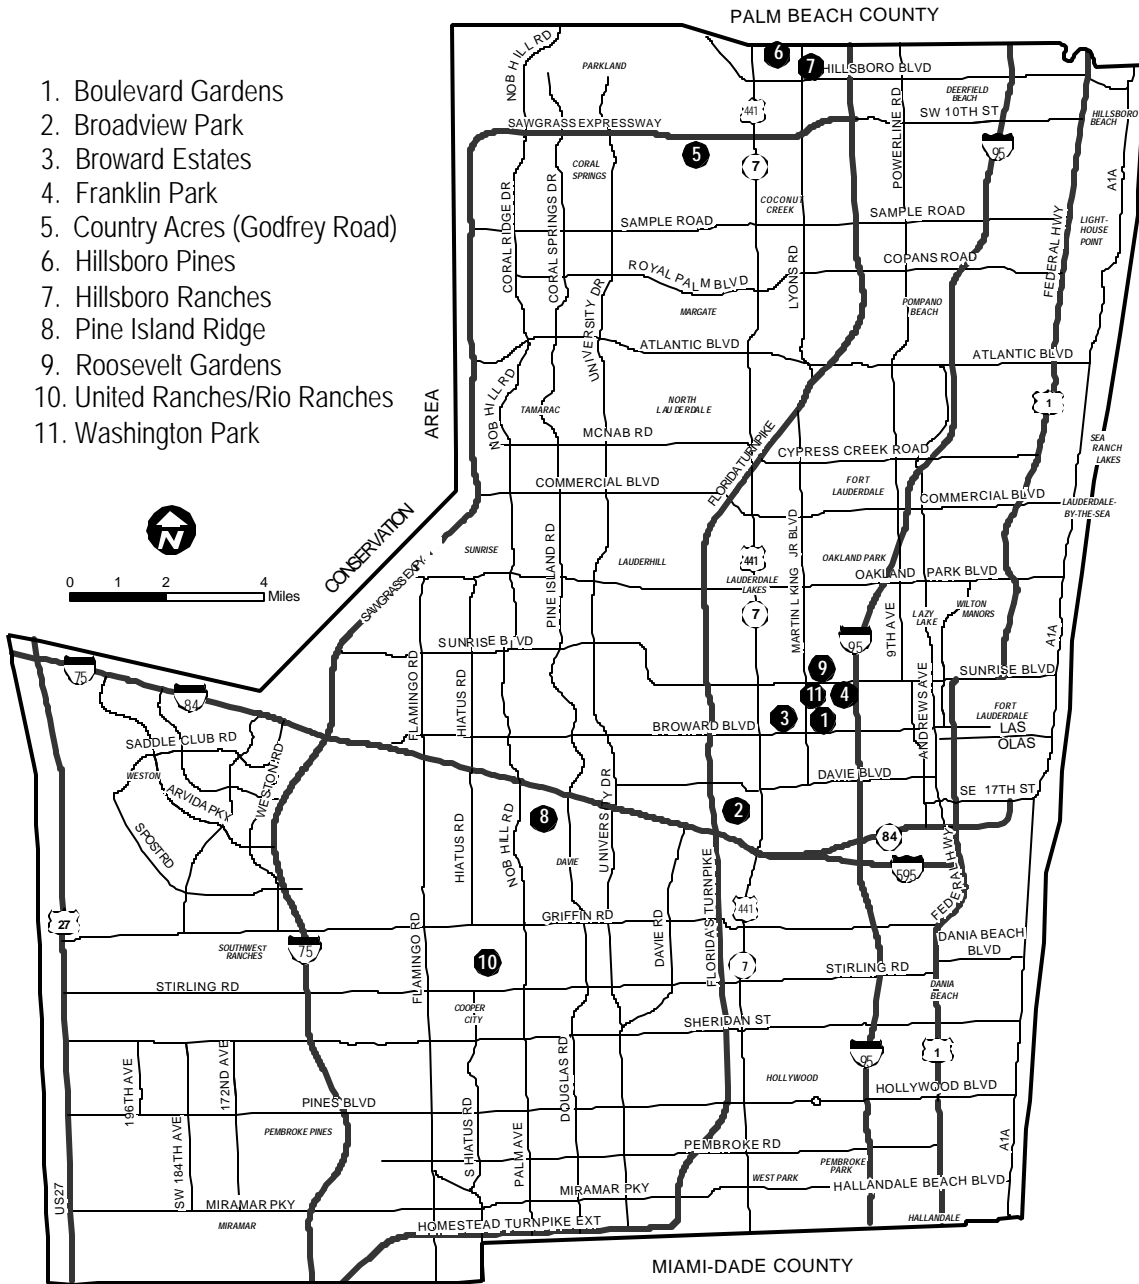 PALM BEACH COUNTY
1. Boulevard Gardens
2. Broadview Park
3. Broward Estates
4. Franklin Park
5. Country Acres (Godfrey Road)
6. Hillsboro Pines
7. Hillsboro Ranches
8. Pine Island Ridge
9. Roosevelt Gardens
10. United Ranches/Rio Ranches
11. Washington Park
N
0 1 2 4 Miles
CONSERVATION AREA
NOB HILL RD
PARKLAND
6
7
HILLSBORO BLVD
DEERFIELD
BEACH
HILLSBORO
BEACH
441
SW 10TH ST
SAWGRASS EXPRESSWAY
POWERLINE RD
95
5
7
CORAL
SPRINGS
CORAL RIDGE DR
CORAL SPRINGS DR
COCONUT
CREEK
A1A
SAMPLE ROAD
SAMPLE ROAD
LIGHT-
HOUSE
POINT
FEDERAL HWY
ROYAL PALM BLVD
LYONS RD
COPANS ROAD
MARGATE
POMPANO
BEACH
UNIVERSITY DR
ATLANTIC BLVD
ATLANTIC BLVD
NOB HILL RD
TAMARAC
NORTH
LAUDERDALE
1
MCNAB RD
FLORIDA TURNPIKE
CYPRESS CREEK ROAD
SEA
RANCH
LAKES
COMMERCIAL BLVD
FORT
LAUDERDALE
COMMERCIAL BLVD
LAUDERDALE-
BY-THE-SEA
SAWGRASS EXPY
SUNRISE
PINE ISLAND RD
LAUDERHILL
441
MARTIN L KING JR BLVD
OAKLAND PARK
OAKLAND PARK BLVD
LAUDERDALE
LAKES
7
9TH AVE
LAZY
LAKE
WILTON
MANORS
A1A
SUNRISE BLVD
95
SUNRISE BLVD
75
84
FLAMINGO RD
HIATUS RD
9
11
4
3
1
BROWARD BLVD
ANDREWS AVE
FORT
LAUDERDALE
LAS
OLAS
SADDLE CLUB RD
WESTON
WESTON RD
ARVIDA PKY
S POST RD
UNIVERSITY DR
DAVIE BLVD
SE 17TH ST
2
8
HIATUS RD
NOB HILL RD
DAVIE
84
595
FLORIDA'S TURNPIKE
FEDERAL HWY
27
GRIFFIN RD
441
DAVIE RD
DANIA BEACH
BLVD
SOUTHWEST
RANCHES
75
FLAMINGO RD
10
7
STIRLING RD
STIRLING RD
DANIA
BEACH
COOPER
CITY
SHERIDAN ST
196TH AVE
172ND AVE
DOUGLAS RD
95
1
HOLLYWOOD
HOLLYWOOD BLVD
PINES BLVD
SW 184TH AVE
PEMBROKE PINES
S HIATUS RD
PALM AVE
PEMBROKE RD
A1A
US27
MIRAMAR PKY
MIRAMAR
MIRAMAR PKY
WEST PARK
PEMBROKE
PARK
HALLANDALE BEACH BLVD
HALLANDALE
HOMESTEAD TURNPIKE EXT
MIAMI-DADE COUNTY